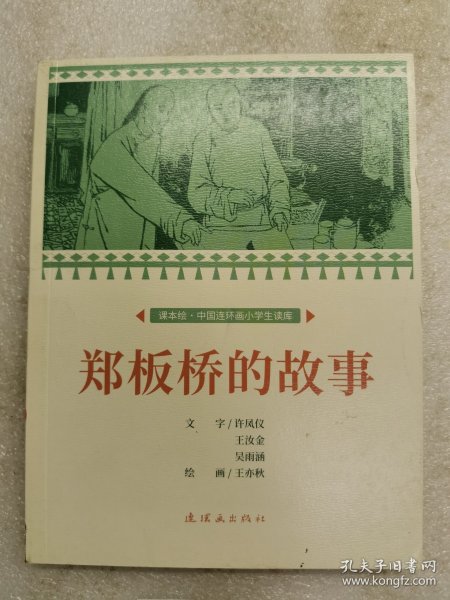 课本绘·中国连环画小学生读库
郑板桥的故事
文 字/许凤仪
王汝金
吴雨涵
绘 画/王亦秋
连环画出版社
孔夫子旧书网
www.kongfz.com